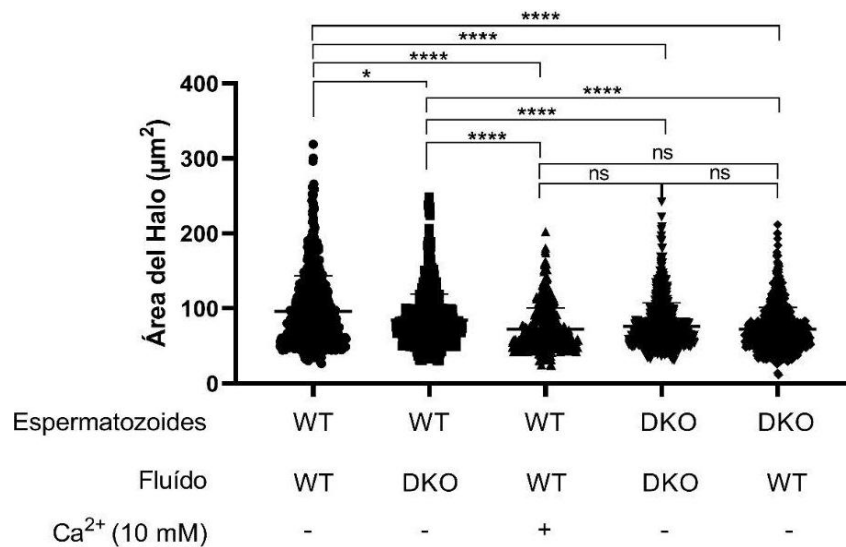 ****
****
****
*
****
****
****
ns
ns ns
Área del Halo (µm²)
400
300
200
100
0
Espermatozoides WT WT WT DKO DKO
Fluído WT DKO WT DKO WT
Ca²⁺ (10 mM) - - + - -